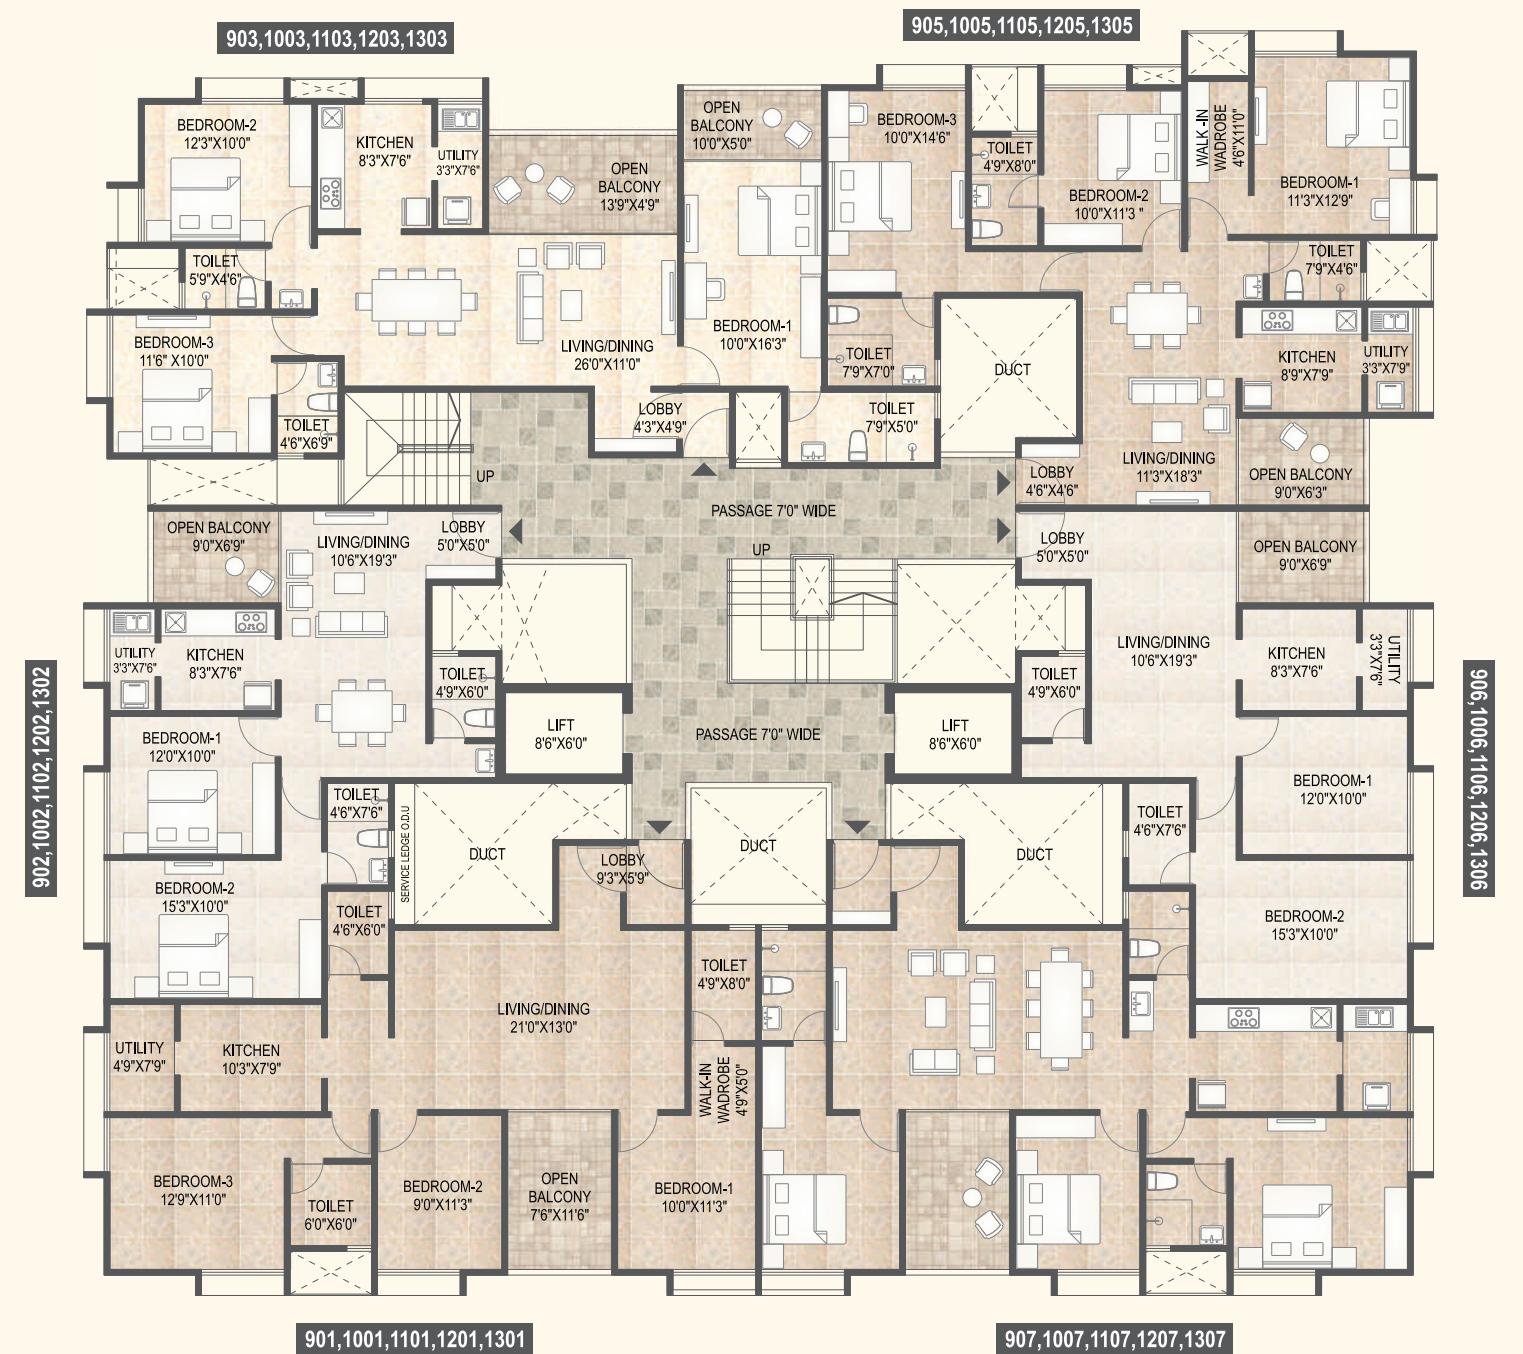 903,1003,1103,1203,1303
905,1005,1105,1205,1305
BEDROOM-2
12'3"X10'0"
KITCHEN
8'3"X7'6"
UTILITY
3'3"X7'6"
OPEN
BALCONY
13'9"X4'9"
OPEN
BALCONY
10'0"X5'0"
BEDROOM-3
10'0"X14'6"
TOILET
4'9"X8'0"
BEDROOM-2
10'0"X11'3 "
WALK -IN
WADROBE
4'6"X11'0"
BEDROOM-1
11'3"X12'9"
TOILET
5'9"X4'6"
TOILET
7'9"X4'6"
BEDROOM-3
11'6" X10'0"
LIVING/DINING
26'0"X11'0"
BEDROOM-1
10'0"X16'3"
TOILET
7'9"X7'0"
DUCT
KITCHEN
8'9"X7'9"
UTILITY
3'3"X7'9"
TOILET
4'6"X6'9"
LOBBY
4'3"X4'9"
TOILET
7'9"X5'0"
UP
LOBBY
4'6"X4'6"
LIVING/DINING
11'3"X18'3"
OPEN BALCONY
9'0"X6'3"
PASSAGE 7'0" WIDE
OPEN BALCONY
9'0"X6'9"
LIVING/DINING
10'6"X19'3"
LOBBY
5'0"X5'0"
UP
LOBBY
5'0"X5'0"
OPEN BALCONY
9'0"X6'9"
UTILITY
3'3"X7'6"
KITCHEN
8'3"X7'6"
TOILET
4'9"X6'0"
TOILET
4'9"X6'0"
LIVING/DINING
10'6"X19'3"
KITCHEN
8'3"X7'6"
UTILITY
3'3"X7'6"
902,1002,1102,1202,1302
906,1006,1106,1206,1306
BEDROOM-1
12'0"X10'0"
LIFT
8'6"X6'0"
PASSAGE 7'0" WIDE
LIFT
8'6"X6'0"
BEDROOM-1
12'0"X10'0"
TOILET
4'6"X7'6"
SERVICE LEDGE O.D.U
DUCT
DUCT
DUCT
TOILET
4'6"X7'6"
BEDROOM-2
15'3"X10'0"
LOBBY
9'3"X5'9"
TOILET
4'6"X6'0"
BEDROOM-2
15'3"X10'0"
TOILET
4'9"X8'0"
LIVING/DINING
21'0"X13'0"
UTILITY
4'9"X7'9"
KITCHEN
10'3"X7'9"
WALK-IN
WADROBE
4'9"X5'0"
BEDROOM-3
12'9"X11'0"
TOILET
6'0"X6'0"
BEDROOM-2
9'0"X11'3"
OPEN
BALCONY
7'6"X11'6"
BEDROOM-1
10'0"X11'3"
901,1001,1101,1201,1301
907,1007,1107,1207,1307